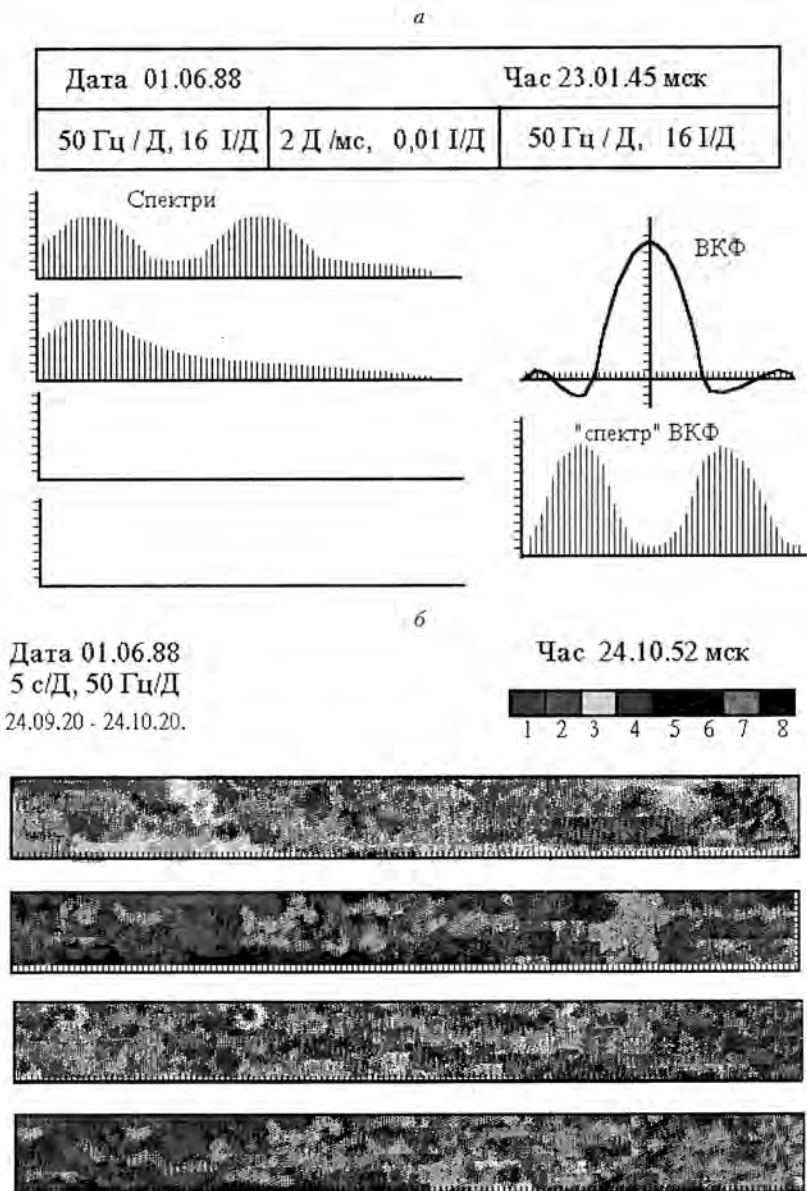 а
Дата 01.06.88 Час 23.01.45 мск
50 Гц / Д, 16 І/Д 2 Д /мс, 0,01 І/Д 50 Гц / Д, 16 І/Д
Спектри
ВКФ
"спектр" ВКФ
б
Дата 01.06.88 Час 24.10.52 мск
5 с/Д, 50 Гц/Д
24.09.20 - 24.10.20.
1 2 3 4 5 6 7 8